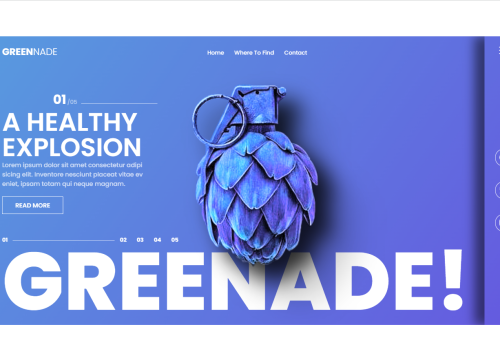 GREENNADE
Home Where To Find Contact
01/05
A HEALTHY
EXPLOSION
Lorem ipsum dolor sit amet consectetur adipi
sicing elit. Inventore nesciunt placeat vitae ev
eniet, ipsam totam qui neque magnam.
READ MORE
01 02 03 04 05
GREENADE!